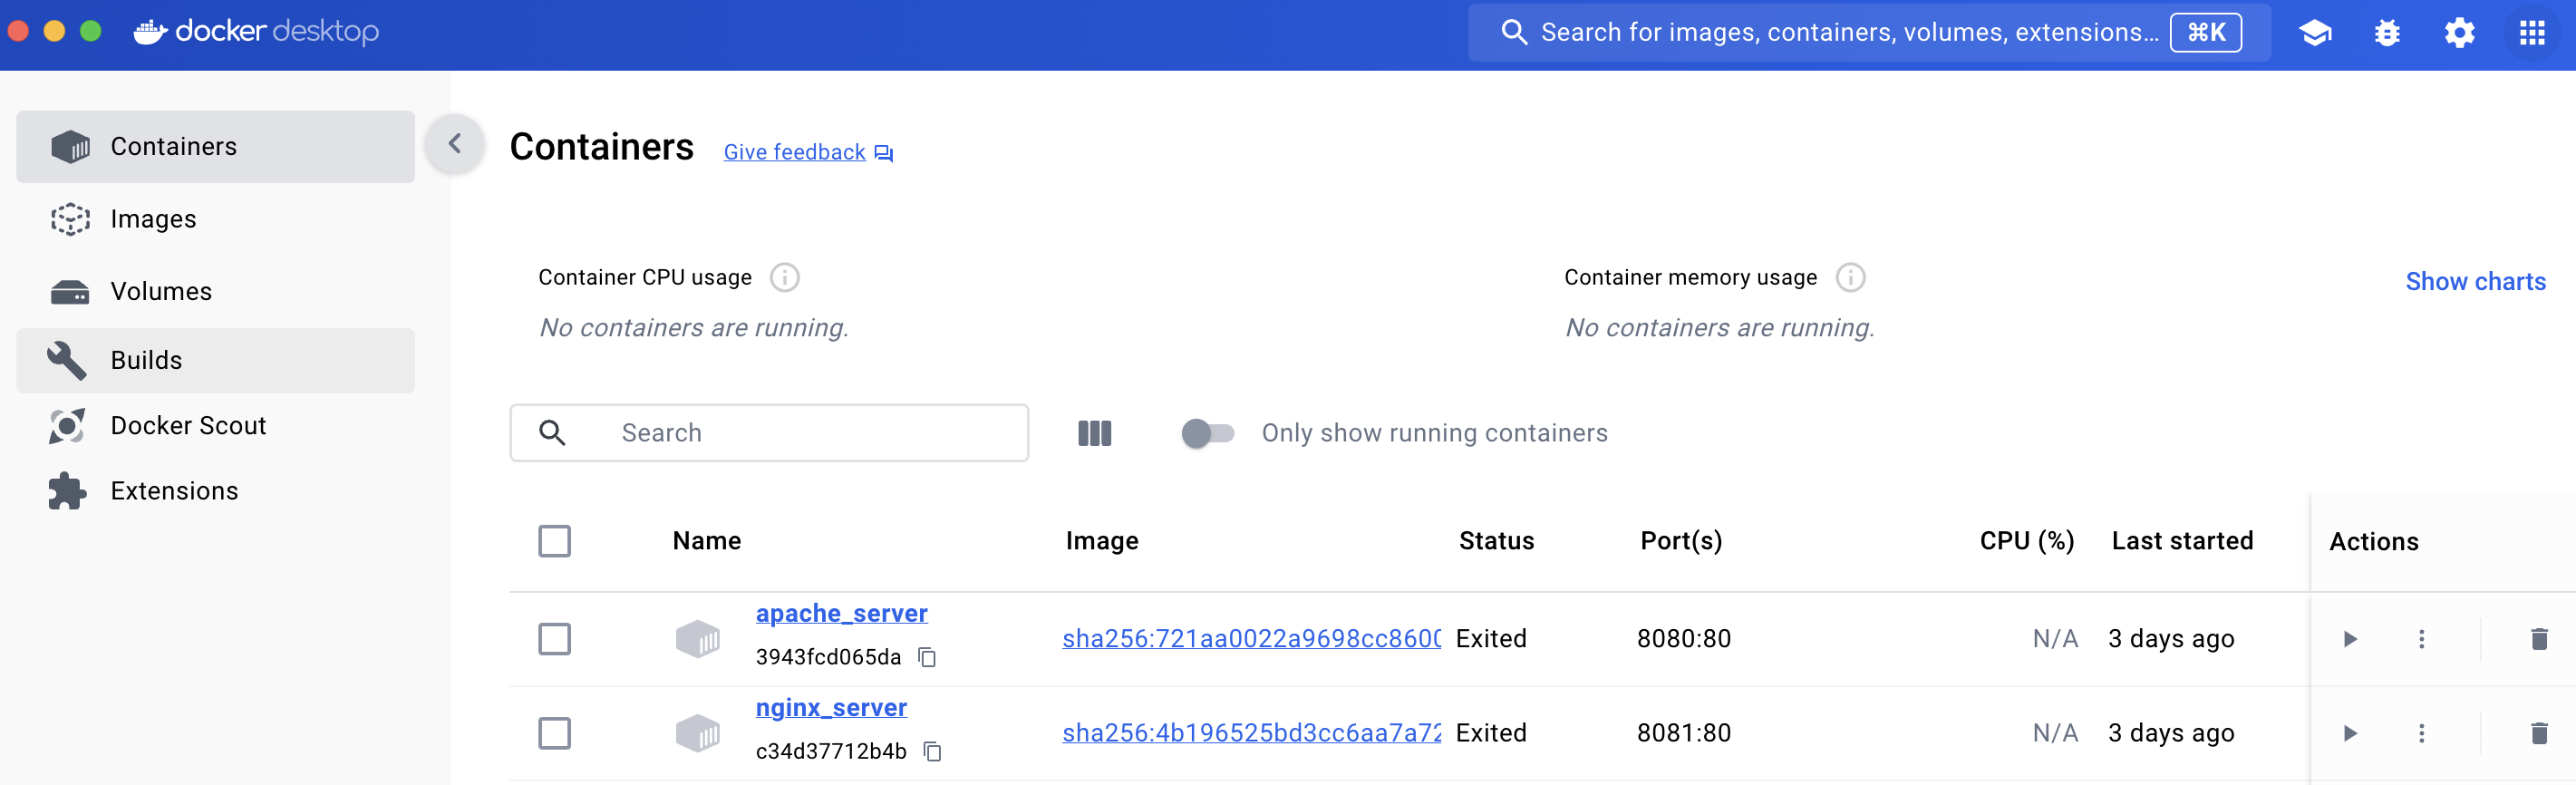 docker desktop
Search for images, containers, volumes, extensions... ⌘K
Containers
Images
Volumes
Builds
Docker Scout
Extensions
Containers Give feedback
Container CPU usage
No containers are running.
Container memory usage
No containers are running.
Show charts
Search
Only show running containers
Name Image Status Port(s) CPU (%) Last started Actions
apache_server
3943fcd065da
sha256:721aa0022a9698cc860 Exited 8080:80 N/A 3 days ago
nginx_server
c34d37712b4b
sha256:4b196525bd3cc6aa7a72 Exited 8081:80 N/A 3 days ago